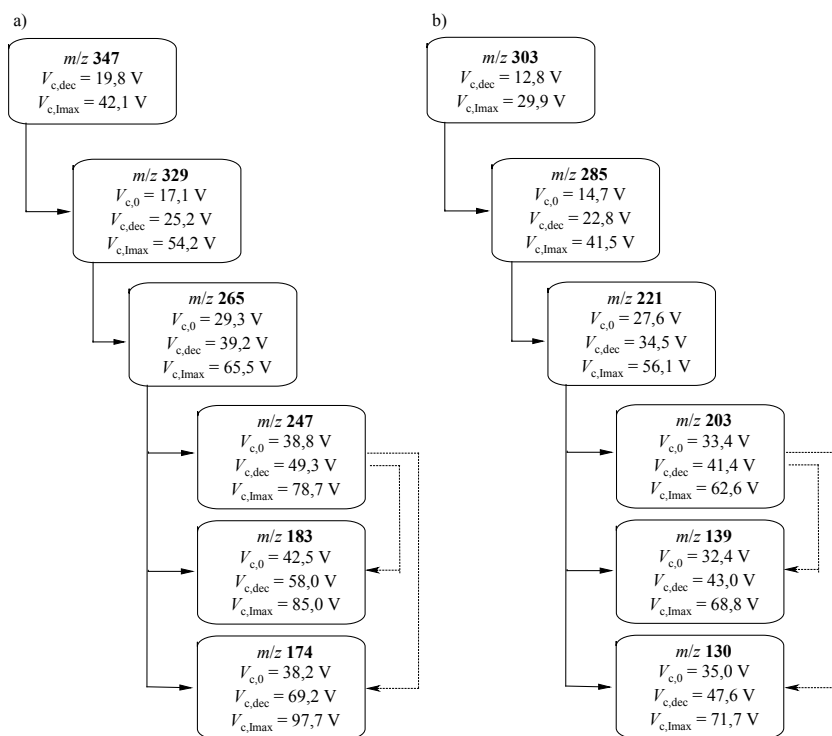 a)
m/z 347
Vc,dec = 19,8 V
Vc,Imax = 42,1 V
m/z 329
Vc,0 = 17,1 V
Vc,dec = 25,2 V
Vc,Imax = 54,2 V
m/z 265
Vc,0 = 29,3 V
Vc,dec = 39,2 V
Vc,Imax = 65,5 V
m/z 247
Vc,0 = 38,8 V
Vc,dec = 49,3 V
Vc,Imax = 78,7 V
m/z 183
Vc,0 = 42,5 V
Vc,dec = 58,0 V
Vc,Imax = 85,0 V
m/z 174
Vc,0 = 38,2 V
Vc,dec = 69,2 V
Vc,Imax = 97,7 V
b)
m/z 303
Vc,dec = 12,8 V
Vc,Imax = 29,9 V
m/z 285
Vc,0 = 14,7 V
Vc,dec = 22,8 V
Vc,Imax = 41,5 V
m/z 221
Vc,0 = 27,6 V
Vc,dec = 34,5 V
Vc,Imax = 56,1 V
m/z 203
Vc,0 = 33,4 V
Vc,dec = 41,4 V
Vc,Imax = 62,6 V
m/z 139
Vc,0 = 32,4 V
Vc,dec = 43,0 V
Vc,Imax = 68,8 V
m/z 130
Vc,0 = 35,0 V
Vc,dec = 47,6 V
Vc,Imax = 71,7 V